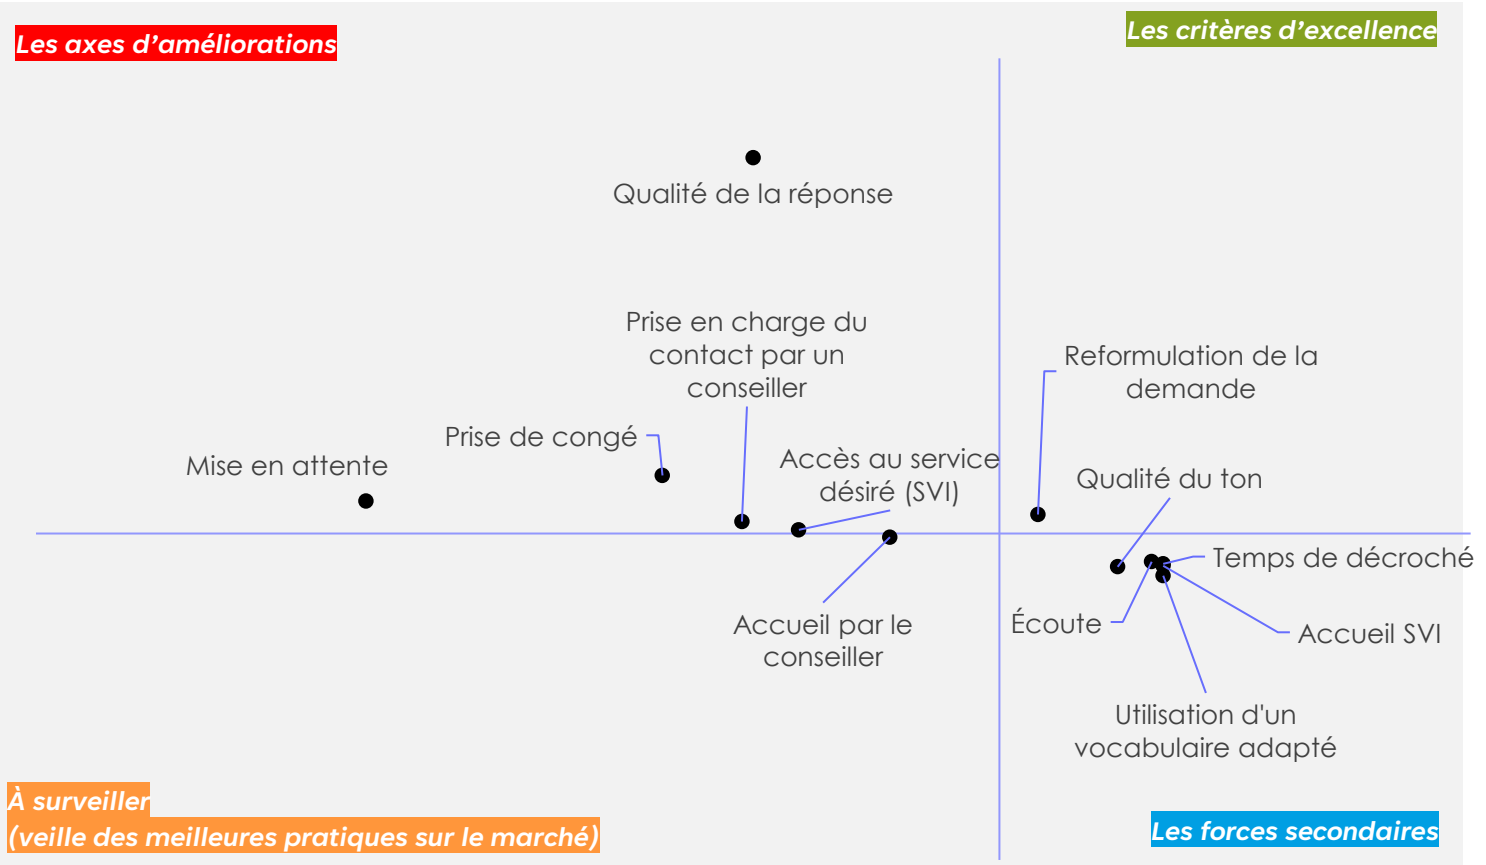 Les axes d’améliorations
Les critères d’excellence
Qualité de la réponse
Prise en charge du
contact par un
conseiller
Reformulation de la
demande
Prise de congé
Mise en attente
Accès au service
désiré (SVI)
Qualité du ton
Temps de décroché
Accueil par le
conseiller
Écoute
Accueil SVI
Utilisation d'un
vocabulaire adapté
À surveiller
(veille des meilleures pratiques sur le marché)
Les forces secondaires